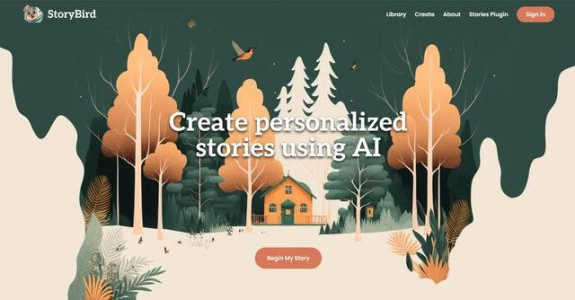 StoryBird
Library Create About Stories Plugin Sign in
Create personalized
stories using AI
Begin My Story